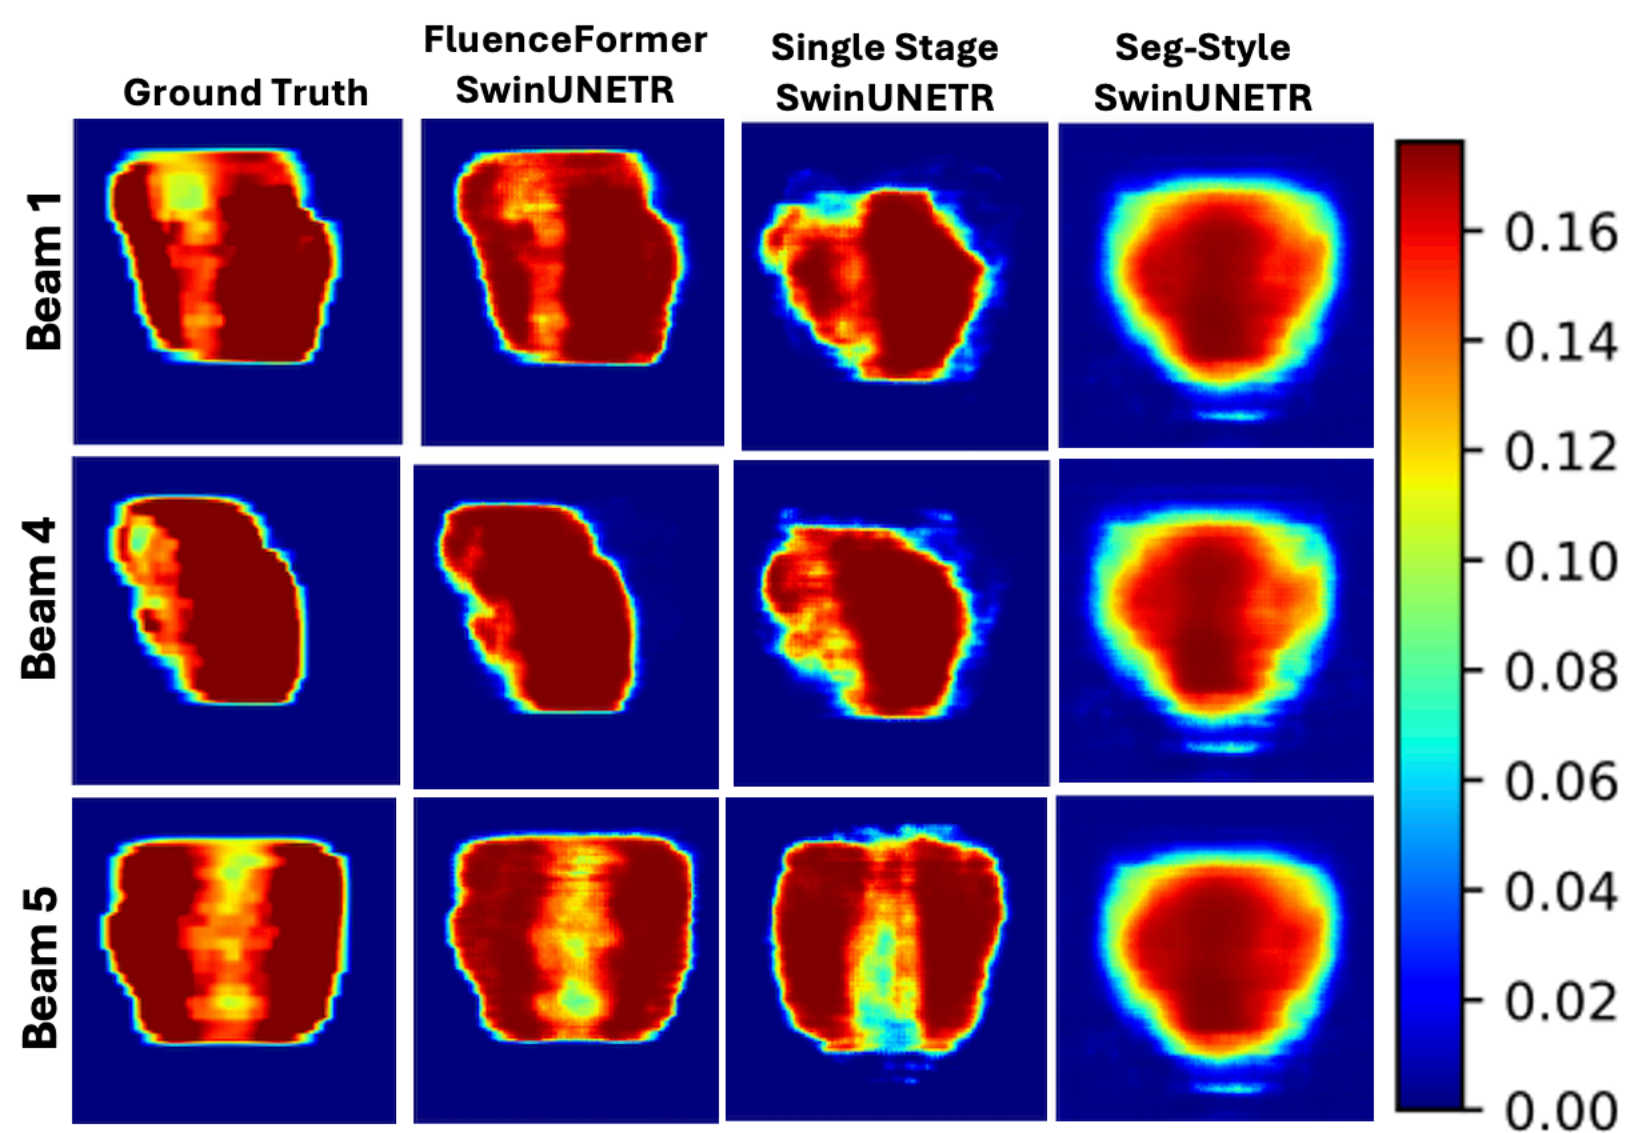 Ground Truth
FluenceFormer
SwinUNETR
Single Stage
SwinUNETR
Seg-Style
SwinUNETR
Beam 1
Beam 4
Beam 5
0.16
0.14
0.12
0.10
0.08
0.06
0.04
0.02
0.00